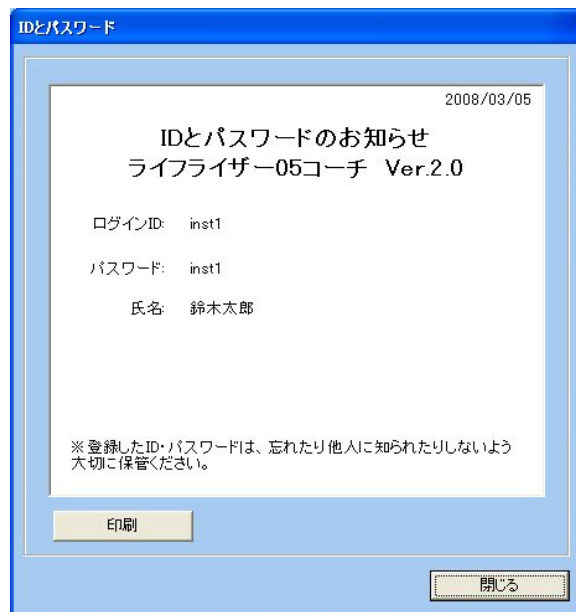 IDとパスワード
2008/03/05
IDとパスワードのお知らせ
ライフライザー05コーチ Ver.2.0
ログインID: inst1
パスワード: inst1
氏名: 鈴木太郎
※登録したID・パスワードは、忘れたり他人に知られたりしないよう
大切に保管ください。
印刷
閉じる